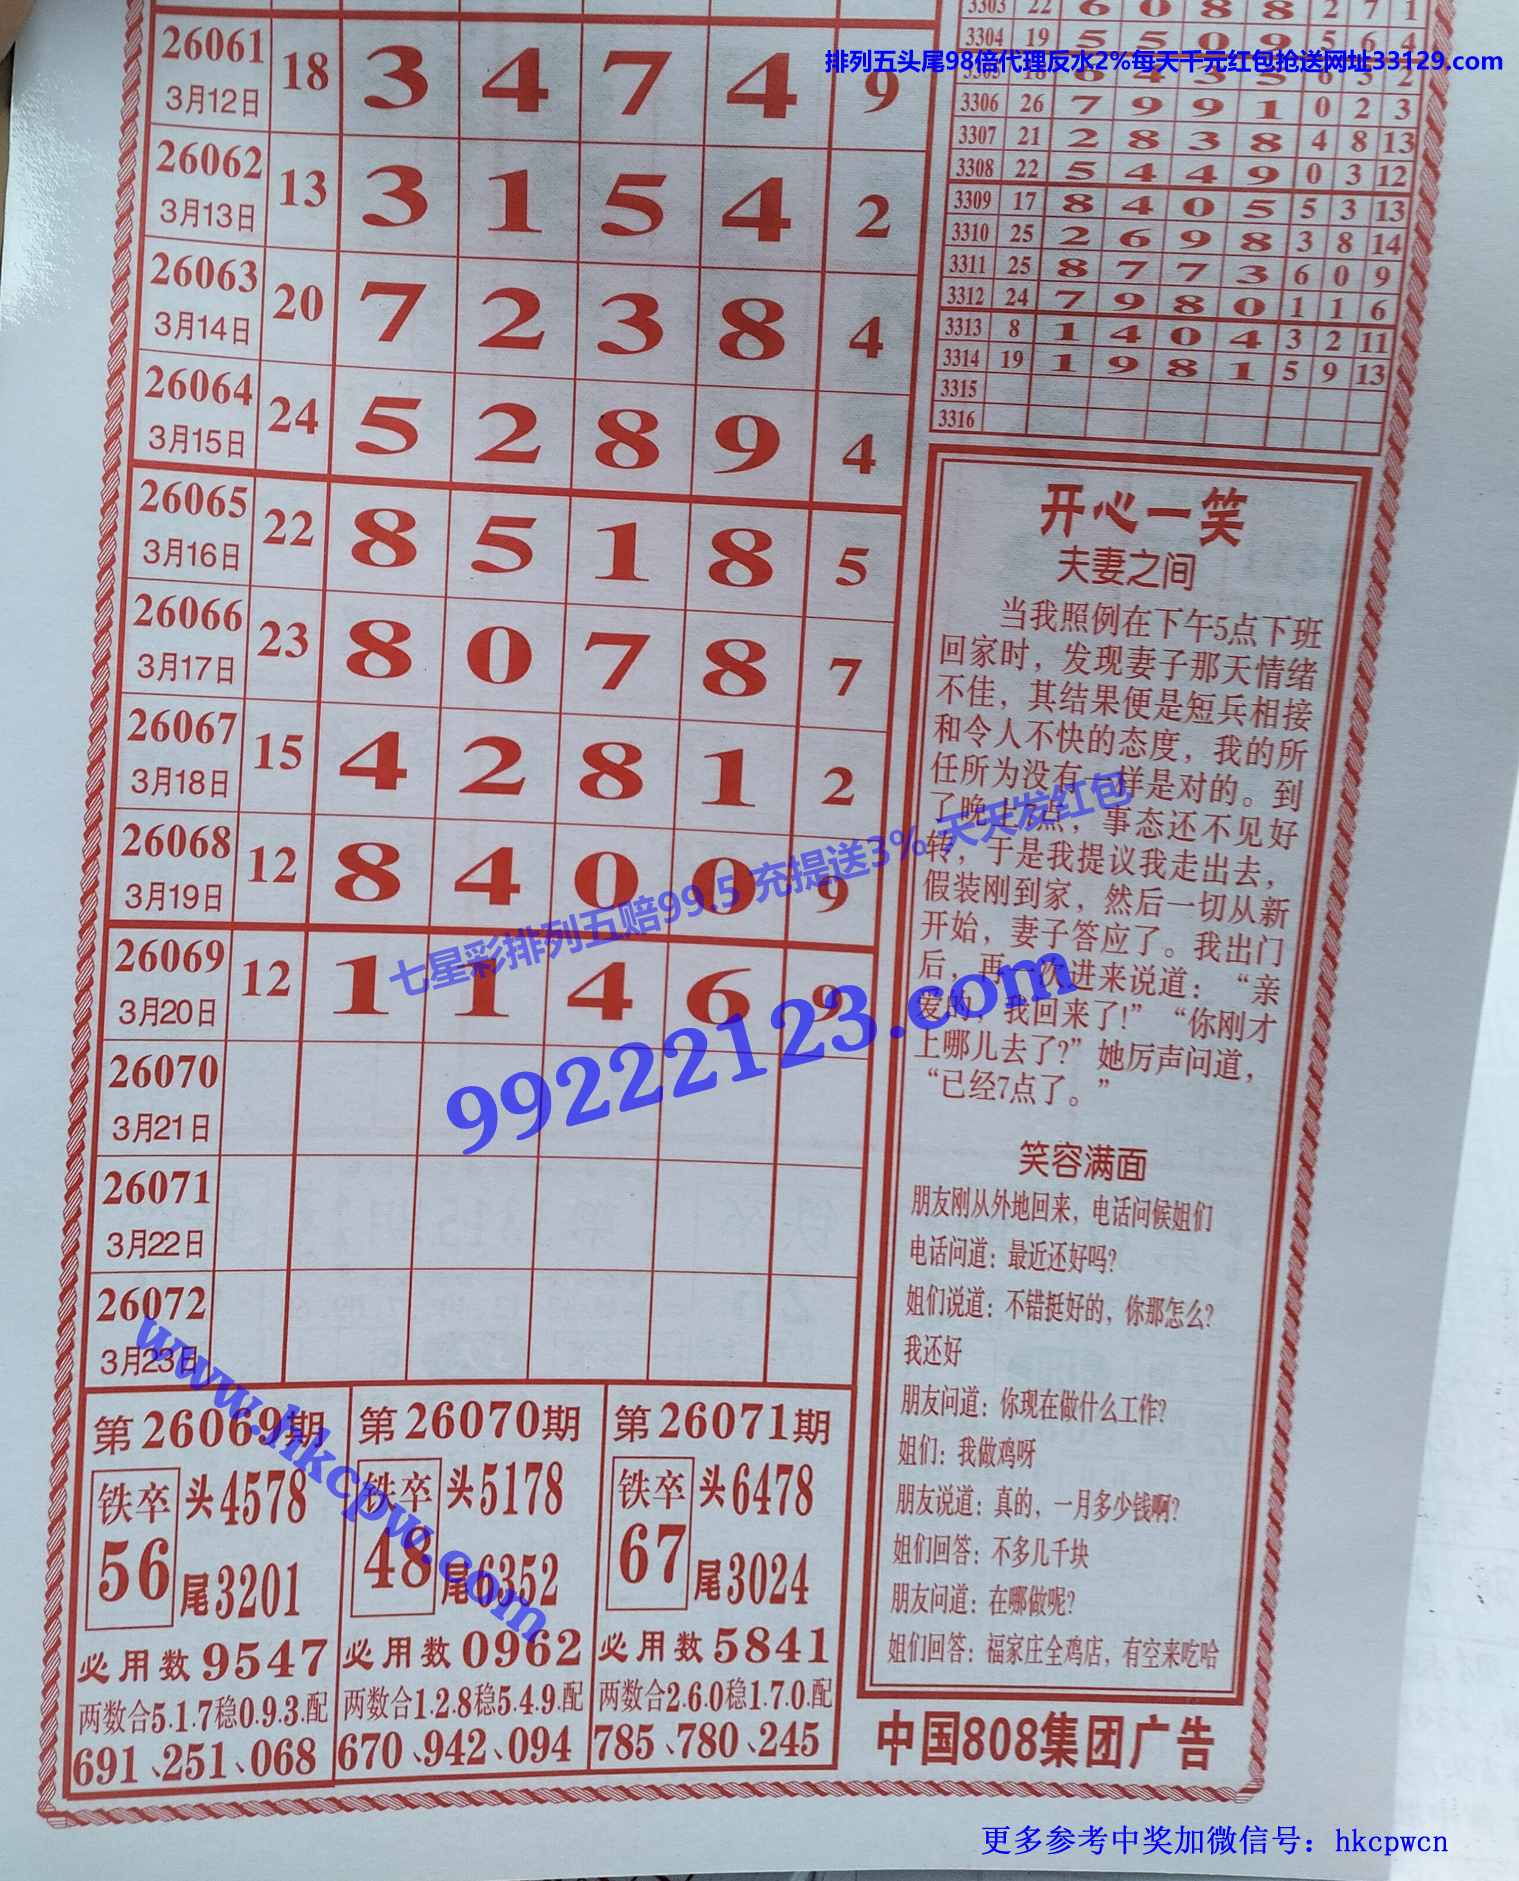 3303 22 6 0 8 8 2 7 1
3304 19 5 5 0 9 5 6 4
排列五头尾98倍代理反水2%每天千元红包抢送网址33129.com
3306 26 7 9 9 1 0 2 3
3307 21 2 8 3 8 4 8 13
3308 22 5 4 4 9 0 3 12
3309 17 8 4 0 5 5 3 13
3310 25 2 6 9 8 3 8 14
3311 25 8 7 7 3 6 0 9
3312 24 7 9 8 0 1 1 6
3313 8 1 4 0 4 3 2 11
3314 19 1 9 8 1 5 9 13
3315
3316
26061 3月12日 18 3 4 7 4 9
26062 3月13日 13 3 1 5 4 2
26063 3月14日 20 7 2 3 8 4
26064 3月15日 24 5 2 8 9 4
26065 3月16日 22 8 5 1 8 5
26066 3月17日 23 8 0 7 8 7
26067 3月18日 15 4 2 8 1 2
26068 3月19日 12 8 4 0 0 9
26069 3月20日 12 1 1 4 6 9
26070 3月21日
26071 3月22日
26072 3月23日
七星彩排列五赔99.5 充提送3% 天天发红包
99222123.com
www.hkcpw.com
第26069期
铁卒 头4578
56 尾3201
必用数9547
两数合5.1.7稳0.9.3.配
691、251、068
第26070期
铁卒 头5178
48 尾6352
必用数0962
两数合1.2.8稳5.4.9.配
670、942、094
第26071期
铁卒 头6478
67 尾3024
必用数5841
两数合2.6.0稳1.7.0.配
785、780、245
开心一笑
夫妻之间
当我照例在下午5点下班
回家时，发现妻子那天情绪
不佳，其结果便是短兵相接
和令人不快的态度，我的所
任所为没有一样是对的。到
了晚上7点，事态还不见好
转，于是我提议我走出去，
假装刚到家，然后一切从新
开始，妻子答应了。我出门
后，再一次进来说道：“亲
爱的，我回来了!”“你刚才
上哪儿去了?”她厉声问道，
“已经7点了。”
笑容满面
朋友刚从外地回来，电话问候姐们
电话问道：最近还好吗?
姐们说道：不错挺好的，你那怎么?
我还好
朋友问道：你现在做什么工作?
姐们：我做鸡呀
朋友说道：真的，一月多少钱啊?
姐们回答：不多几千块
朋友问道：在哪做呢?
姐们回答：福家庄全鸡店，有空来吃哈
中国808集团广告
更多参考中奖加微信号：hkcpwcn